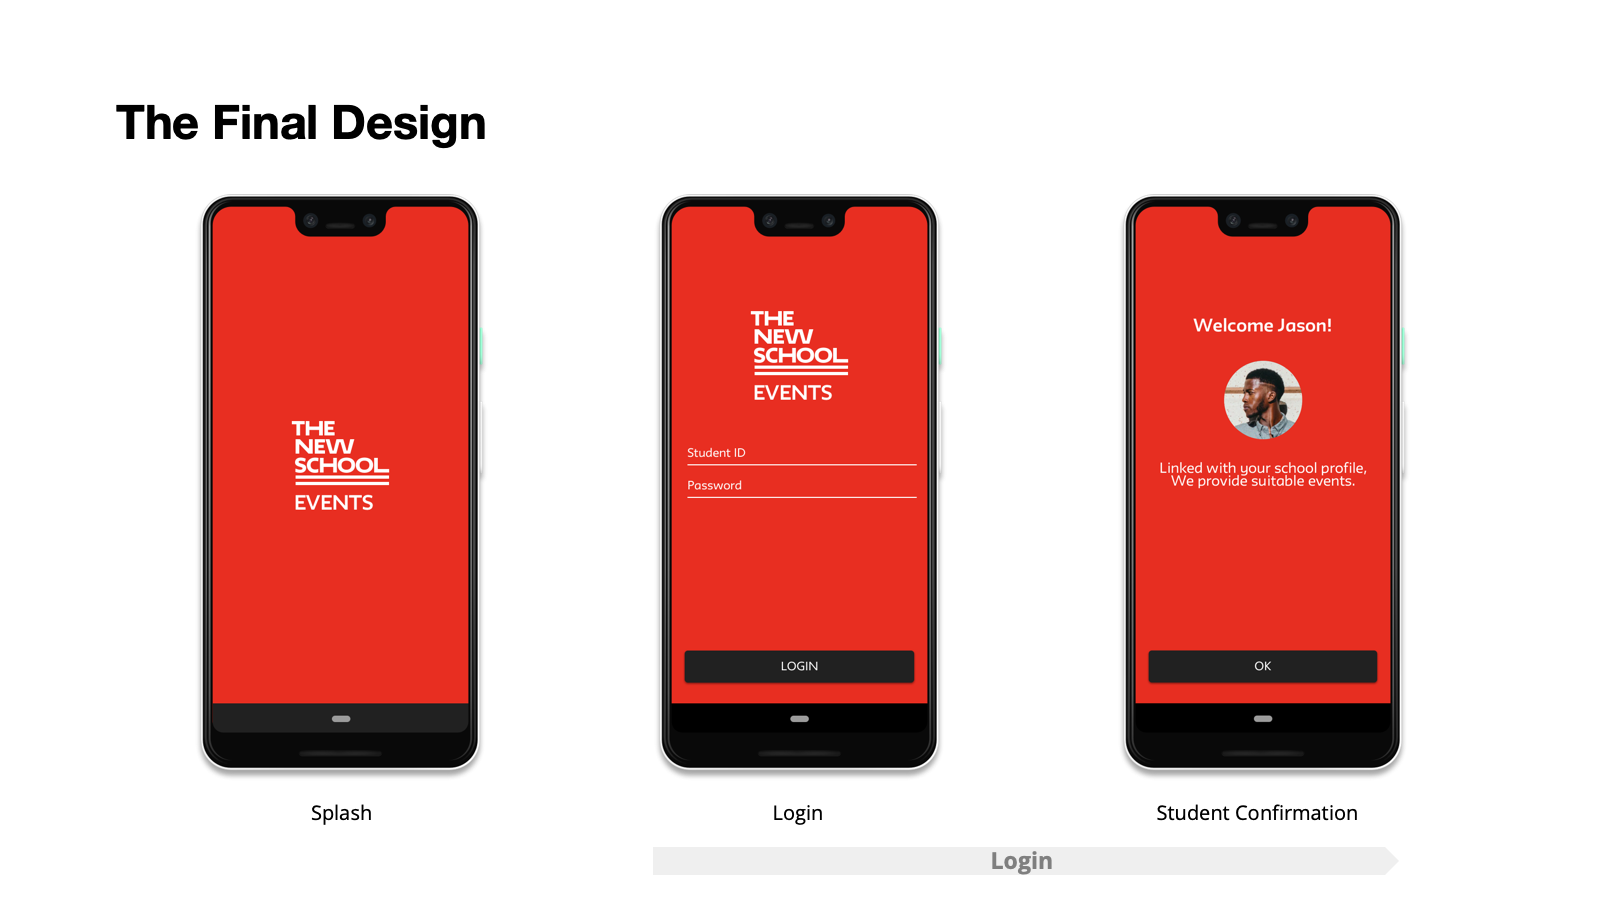 The Final Design
THE
NEW
SCHOOL
EVENTS
THE
NEW
SCHOOL
EVENTS
Student ID
Password
LOGIN
Welcome Jason!
Linked with your school profile,
We provide suitable events.
OK
Splash
Login
Student Confirmation
Login